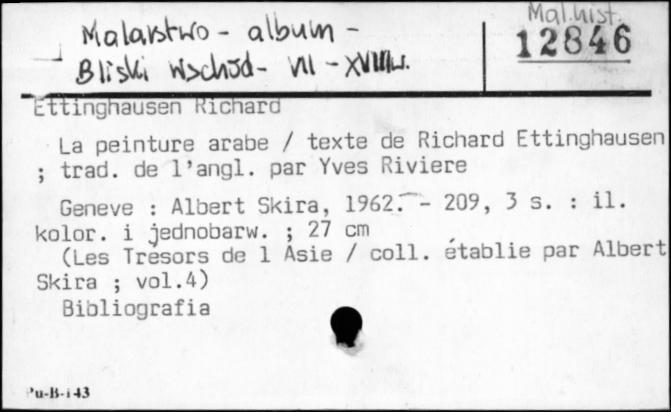 Malarstwo - album -
Mal.hist.
12846
Bliski Wschód - VII - XVIIIw.
Ettinghausen Richard
La peinture arabe / texte de Richard Ettinghausen
; trad. de l'angl. par Yves Riviere
Geneve : Albert Skira, 1962. - 209, 3 s. : il.
kolor. i jednobarw. ; 27 cm
(Les Tresors de l Asie / coll. établie par Albert
Skira ; vol.4)
Bibliografia
Pu-B-i 43